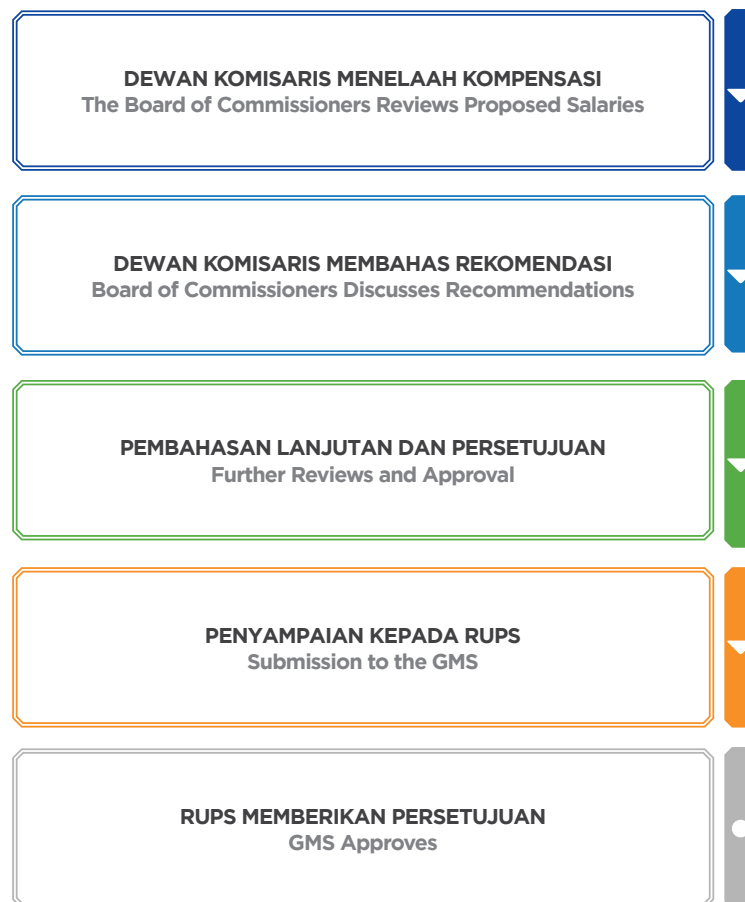 DEWAN KOMISARIS MENELAAH KOMPENSASI
The Board of Commissioners Reviews Proposed Salaries
DEWAN KOMISARIS MEMBAHAS REKOMENDASI
Board of Commissioners Discusses Recommendations
PEMBAHASAN LANJUTAN DAN PERSETUJUAN
Further Reviews and Approval
PENYAMPAIAN KEPADA RUPS
Submission to the GMS
RUPS MEMBERIKAN PERSETUJUAN
GMS Approves